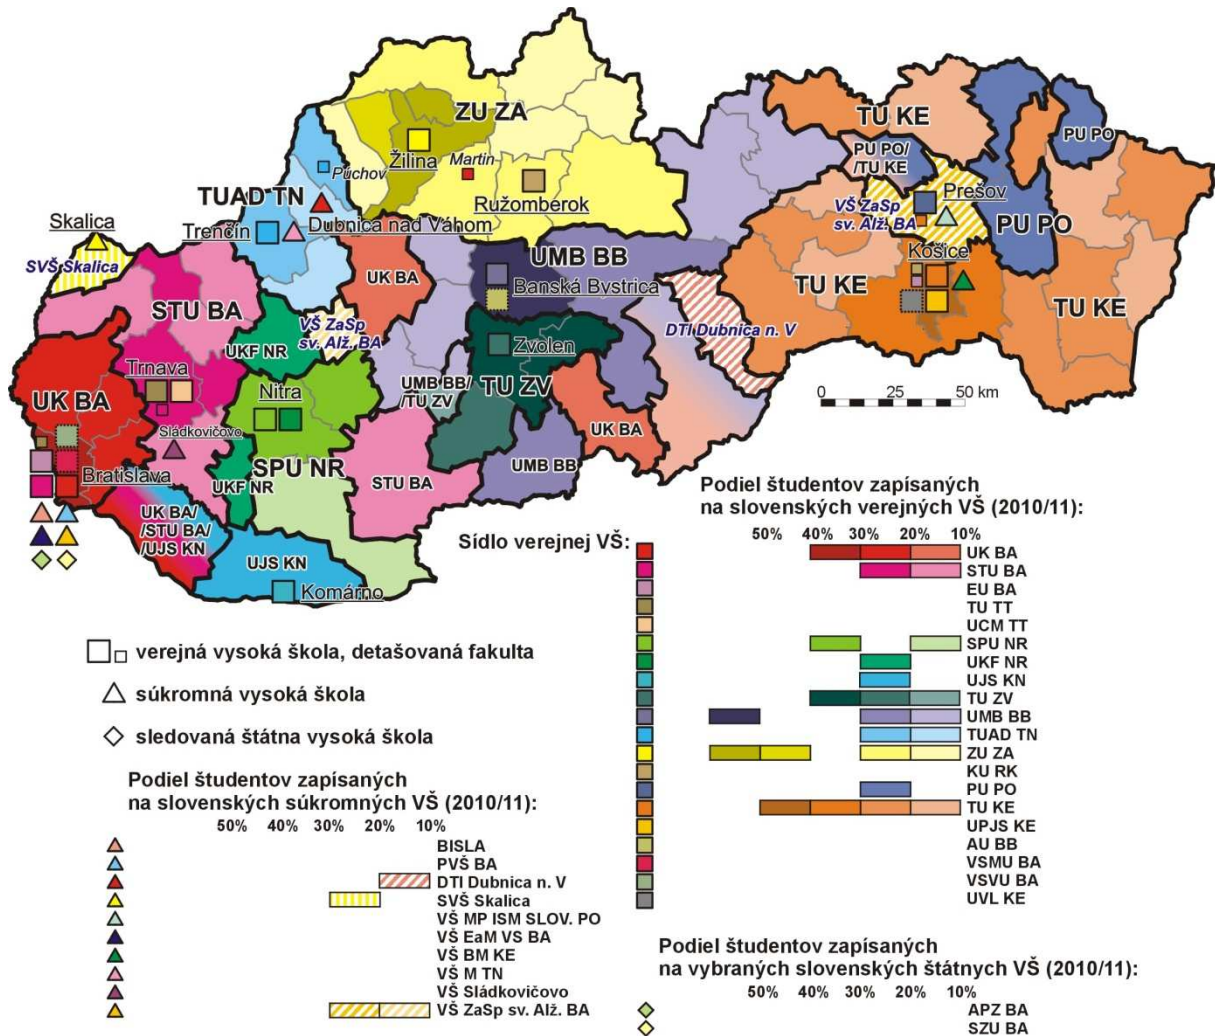 ZU ZA
TU KE
PU PO
PU PO/
/TU KE
Žilina
Martin
Púchov
Ružomberok
TUAD TN
Dubnica nad Váhom
Trenčín
Skalica
SVŠ Skalica
VŠ ZaSp
sv. Alž. BA
Prešov
PU PO
Košice
UK BA
UMB BB
Banská Bystrica
STU BA
TU KE
TU KE
UKF NR
VŠ ZaSp
sv. Alž. BA
DTI Dubnica n. V
Zvolen
Trnava
Nitra
UMB BB/
/TU ZV
TU ZV
UK BA
0 25 50 km
UK BA
Sládkovičovo
SPU NR
UMB BB
Bratislava
UKF NR
STU BA
UK BA/
/STU BA/
/UJS KN
UJS KN
Komárno
Podiel študentov zapísaných
na slovenských verejných VŠ (2010/11):
Sídlo verejnej VŠ:
50% 40% 30% 20% 10%
UK BA
STU BA
EU BA
TU TT
UCM TT
SPU NR
UKF NR
UJS KN
TU ZV
UMB BB
TUAD TN
ZU ZA
KU RK
PU PO
TU KE
UPJS KE
AU BB
VSMU BA
VSVU BA
UVL KE
verejná vysoká škola, detašovaná fakulta
súkromná vysoká škola
sledovaná štátna vysoká škola
Podiel študentov zapísaných
na slovenských súkromných VŠ (2010/11):
50% 40% 30% 20% 10%
BISLA
PVŠ BA
DTI Dubnica n. V
SVŠ Skalica
VŠ MP ISM SLOV. PO
VŠ EaM VS BA
VŠ BM KE
VŠ M TN
VŠ Sládkovičovo
VŠ ZaSp sv. Alž. BA
Podiel študentov zapísaných
na vybraných slovenských štátnych VŠ (2010/11):
50% 40% 30% 20% 10%
APZ BA
SZU BA